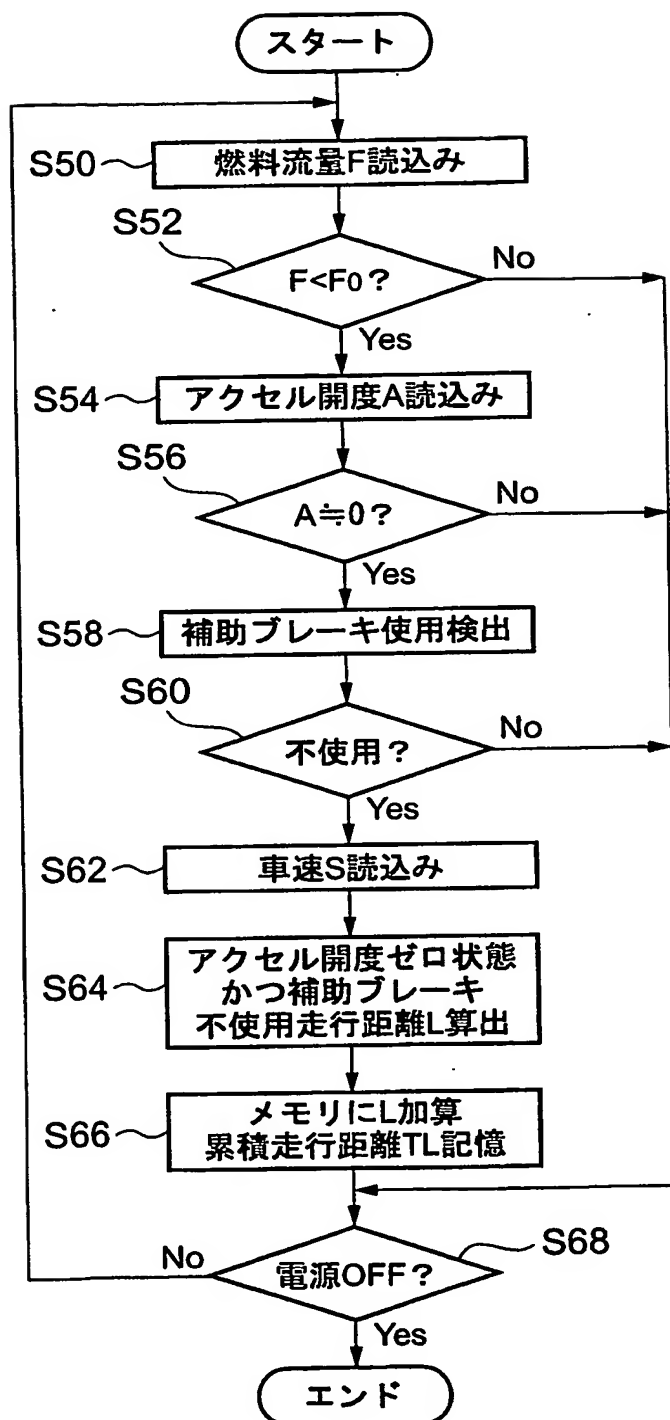 スタート
S50
燃料流量F読込み
S52
F<F0?
No
Yes
S54
アクセル開度A読込み
S56
A≒0?
No
Yes
S58
補助ブレーキ使用検出
S60
不使用?
No
Yes
S62
車速S読込み
S64
アクセル開度ゼロ状態
かつ補助ブレーキ
不使用走行距離L算出
S66
メモリにL加算
累積走行距離TL記憶
No
電源OFF?
S68
Yes
エンド